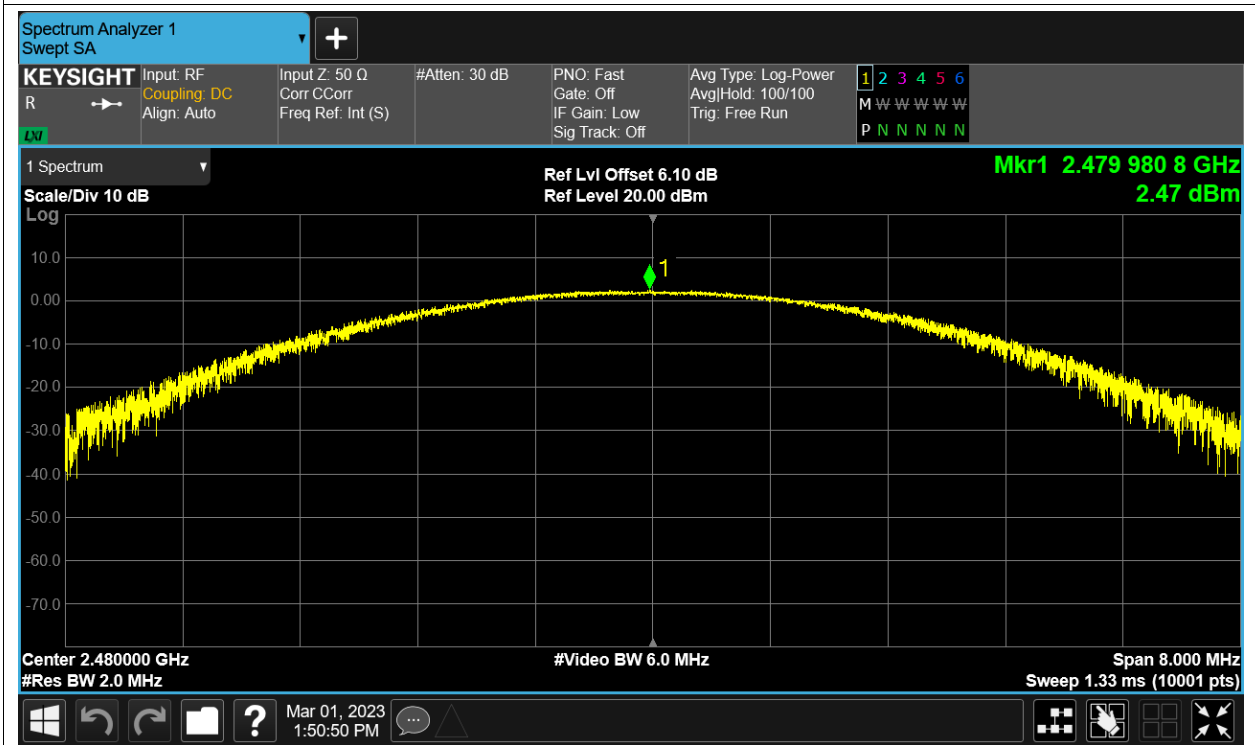 Spectrum Analyzer 1
Swept SA
KEYSIGHT
R
LXI
Input: RF
Coupling: DC
Align: Auto
Input Z: 50 Ω
Corr CCorr
Freq Ref: Int (S)
#Atten: 30 dB
PNO: Fast
Gate: Off
IF Gain: Low
Sig Track: Off
Avg Type: Log-Power
Avg|Hold: 100/100
Trig: Free Run
1 2 3 4 5 6
M W W W W W
P N N N N N
1 Spectrum
Scale/Div 10 dB
Log
Ref Lvl Offset 6.10 dB
Ref Level 20.00 dBm
Mkr1 2.479 980 8 GHz
2.47 dBm
1
10.0
0.00
-10.0
-20.0
-30.0
-40.0
-50.0
-60.0
-70.0
Center 2.480000 GHz
#Res BW 2.0 MHz
#Video BW 6.0 MHz
Span 8.000 MHz
Sweep 1.33 ms (10001 pts)
?
Mar 01, 2023
1:50:50 PM